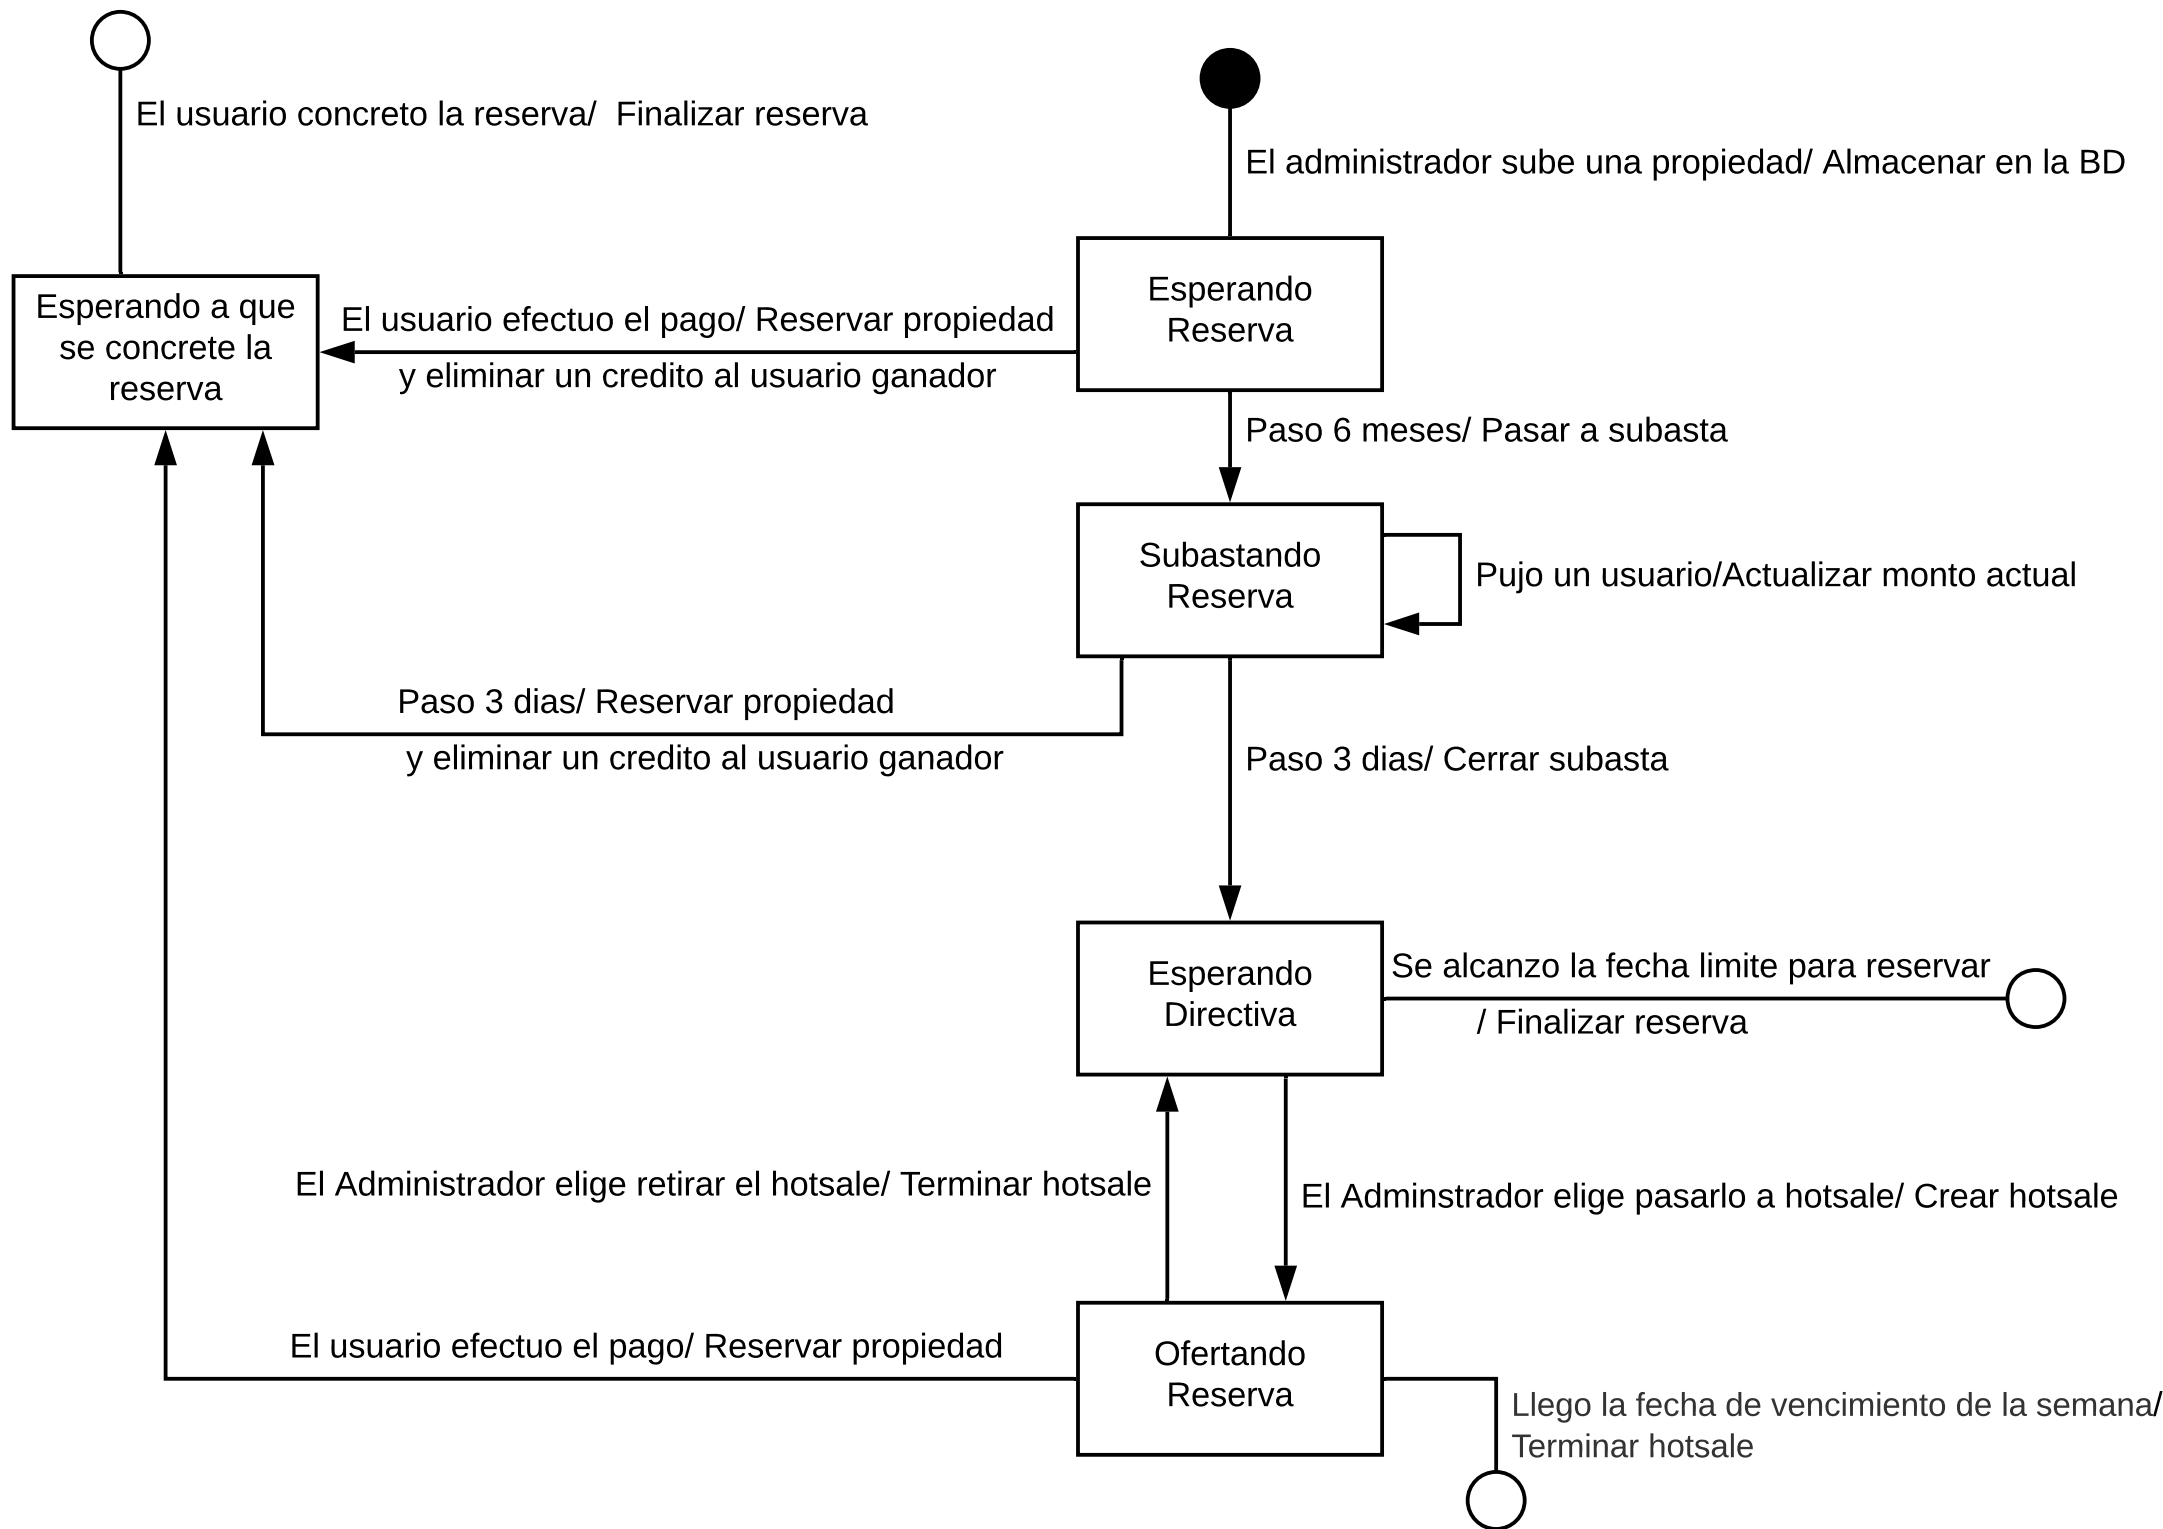 El usuario concreto la reserva/  Finalizar reserva
El administrador sube una propiedad/ Almacenar en la BD
Esperando
Reserva
Esperando a que
se concrete la
reserva
El usuario efectuo el pago/ Reservar propiedad
y eliminar un credito al usuario ganador
Paso 6 meses/ Pasar a subasta
Subastando
Reserva
Pujo un usuario/Actualizar monto actual
Paso 3 dias/ Reservar propiedad
y eliminar un credito al usuario ganador
Paso 3 dias/ Cerrar subasta
Esperando
Directiva
Se alcanzo la fecha limite para reservar
/ Finalizar reserva
El Administrador elige retirar el hotsale/ Terminar hotsale
El Adminstrador elige pasarlo a hotsale/ Crear hotsale
El usuario efectuo el pago/ Reservar propiedad
Ofertando
Reserva
Llego la fecha de vencimiento de la semana/
Terminar hotsale